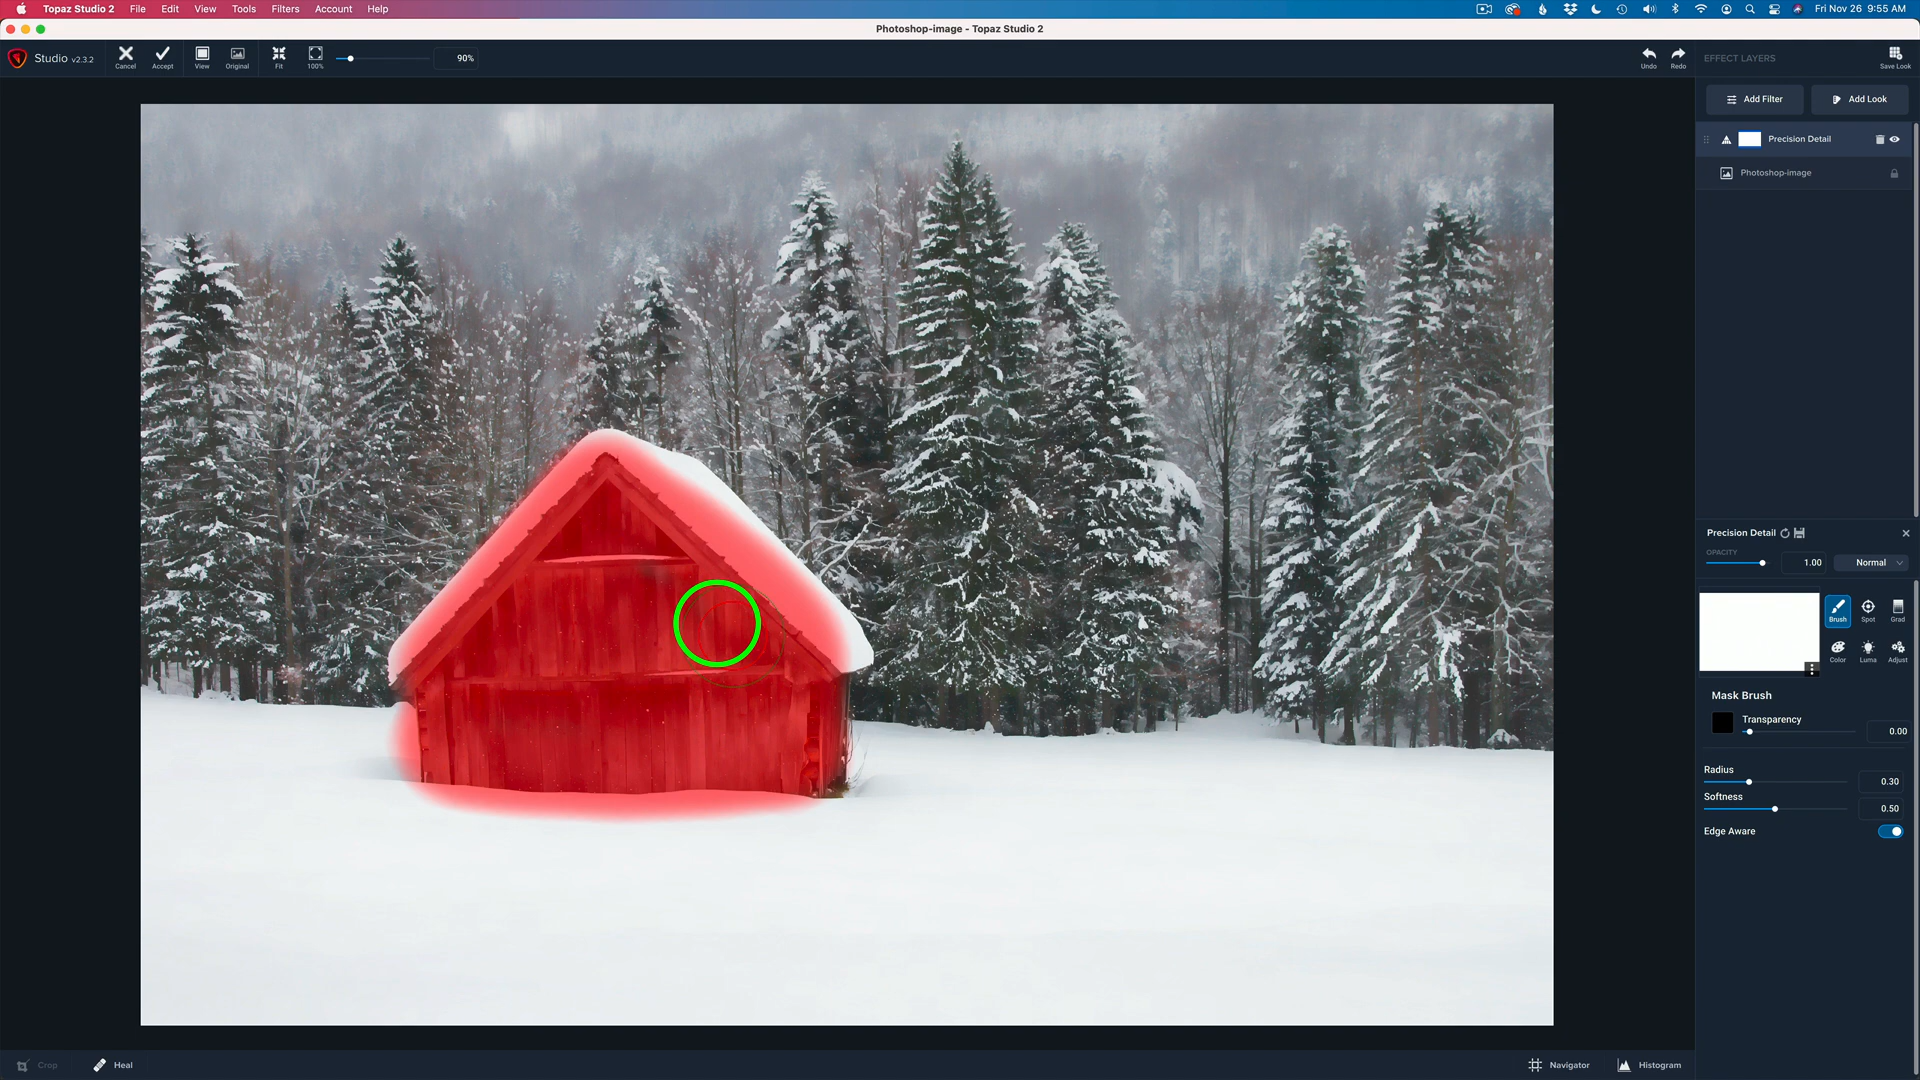 Topaz Studio 2 File Edit View Tools Filters Account Help Fri Nov 26 9:55 AM
Photoshop-image - Topaz Studio 2
Studio v2.3.2 Cancel Accept View Original Fit 100% 90% Undo Redo EFFECT LAYERS Save Look
Add Filter Add Look
Precision Detail
Photoshop-image
Precision Detail
OPACITY 1.00 Normal
Brush Spot Grad
Color Luma Adjust
Mask Brush
Transparency 0.00
Radius 0.30
Softness 0.50
Edge Aware
Crop Heal Navigator Histogram